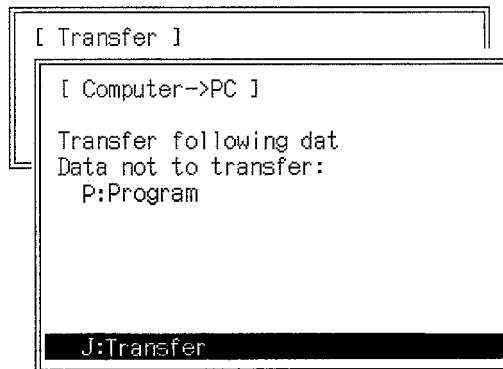 [ Transfer ]
[ Computer->PC ]
Transfer following dat
Data not to transfer:
P:Program
J:Transfer